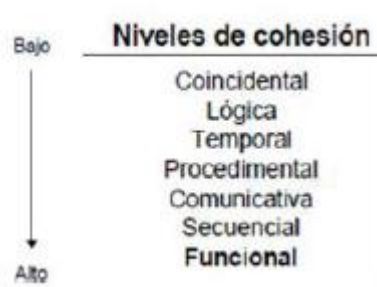 Niveles de cohesión
Bajo
Coincidental
Lógica
Temporal
Procedimental
Comunicativa
Secuencial
Funcional
Alto